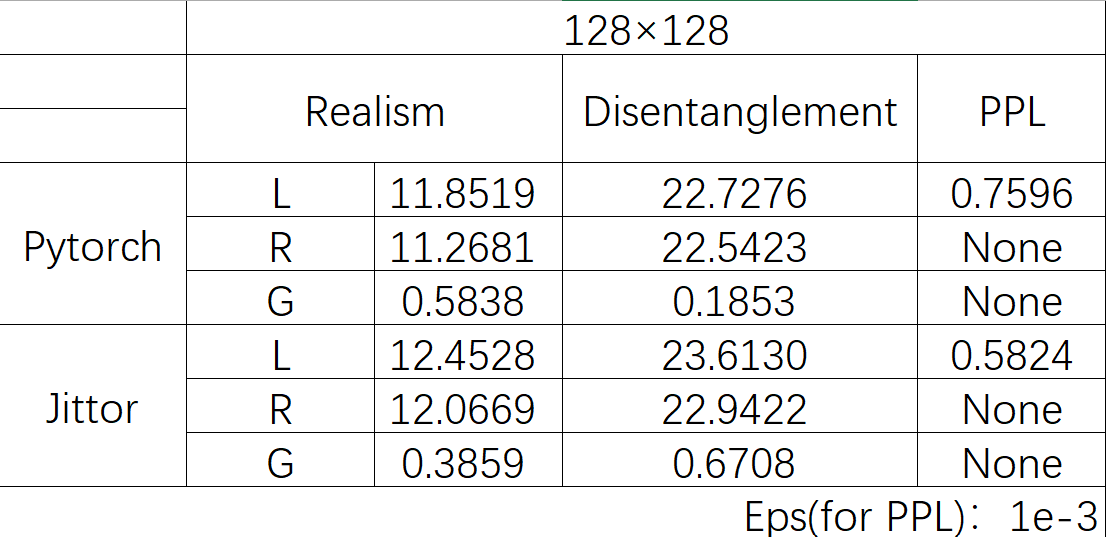 128×128
Realism Disentanglement PPL
L 11.8519 22.7276 0.7596
Pytorch R 11.2681 22.5423 None
G 0.5838 0.1853 None
L 12.4528 23.6130 0.5824
Jittor R 12.0669 22.9422 None
G 0.3859 0.6708 None
Eps(for PPL)：1e-3